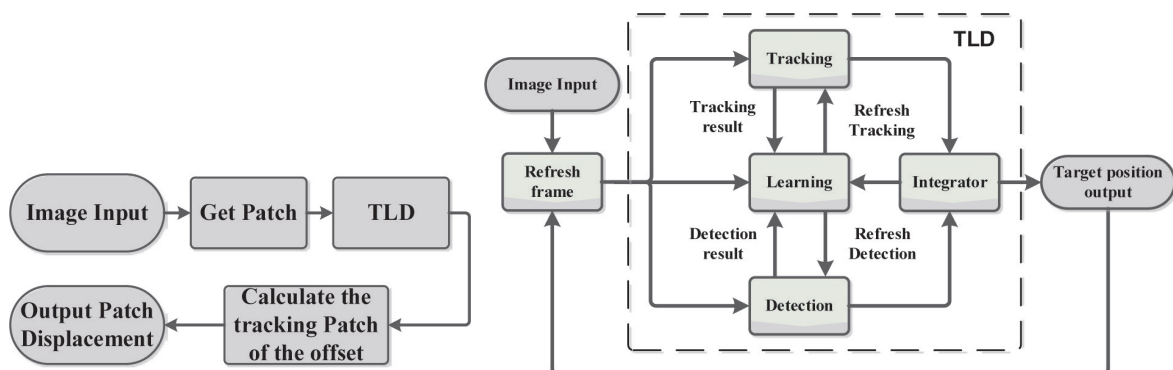 Image Input
Get Patch
TLD
Calculate the
tracking Patch
of the offset
Output Patch
Displacement
TLD
Image Input
Refresh
frame
Tracking
Tracking
result
Refresh
Tracking
Learning
Integrator
Target position
output
Detection
result
Refresh
Detection
Detection